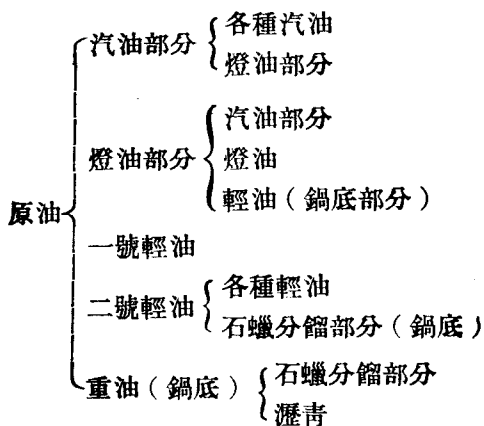 汽油部分
各種汽油
燈油部分
燈油部分
汽油部分
燈油
輕油（鍋底部分）
原油
一號輕油
二號輕油
各種輕油
石蠟分餾部分（鍋底）
重油（鍋底）
石蠟分餾部分
瀝青